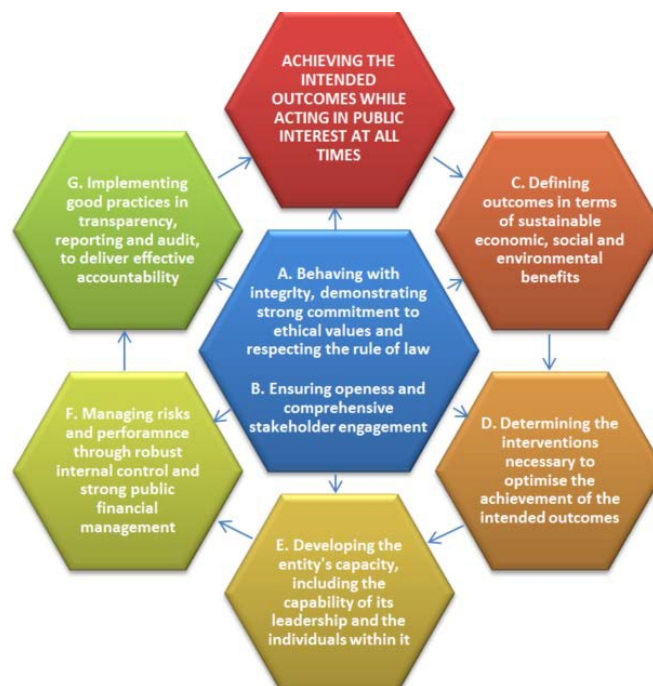 ACHIEVING THE
INTENDED
OUTCOMES WHILE
ACTING IN PUBLIC
INTEREST AT ALL
TIMES
G. Implementing
good practices in
transparency,
reporting and audit,
to deliver effective
accountability
C. Defining
outcomes in terms
of sustainable
economic, social and
environmental
benefits
A. Behaving with
integrity, demonstrating
strong commitment to
ethical values and
respecting the rule of law
B. Ensuring openess and
comprehensive
stakeholder engagement
F. Managing risks
and perforamnce through robust
internal control and
strong public
financial
management
D. Determining the
interventions
necessary to
optimise the
achievement of the
intended outcomes
E. Developing the
entity's capacity,
including the
capability of its
leadership and the
individuals within it